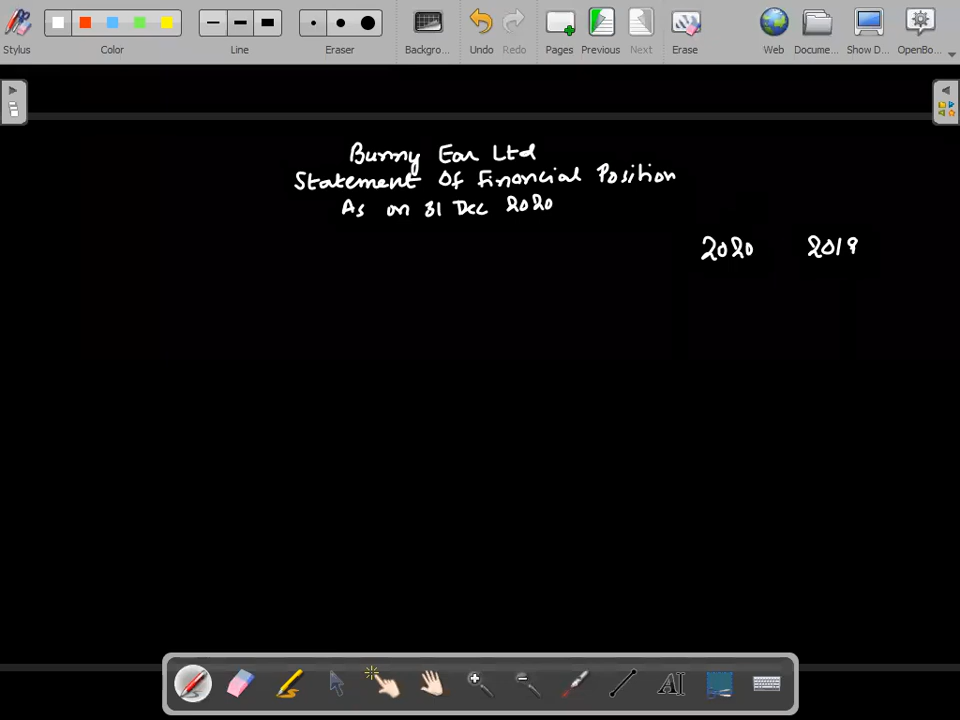 Stylus
Color
Line
Eraser
Backgro...
Undo
Redo
Pages
Previous
Next
Erase
Web
Docume...
Show D...
OpenBo...
Bunny Ear Ltd
Statement Of Financial Position
As on 31 Dec 2020
2020 2019
AI